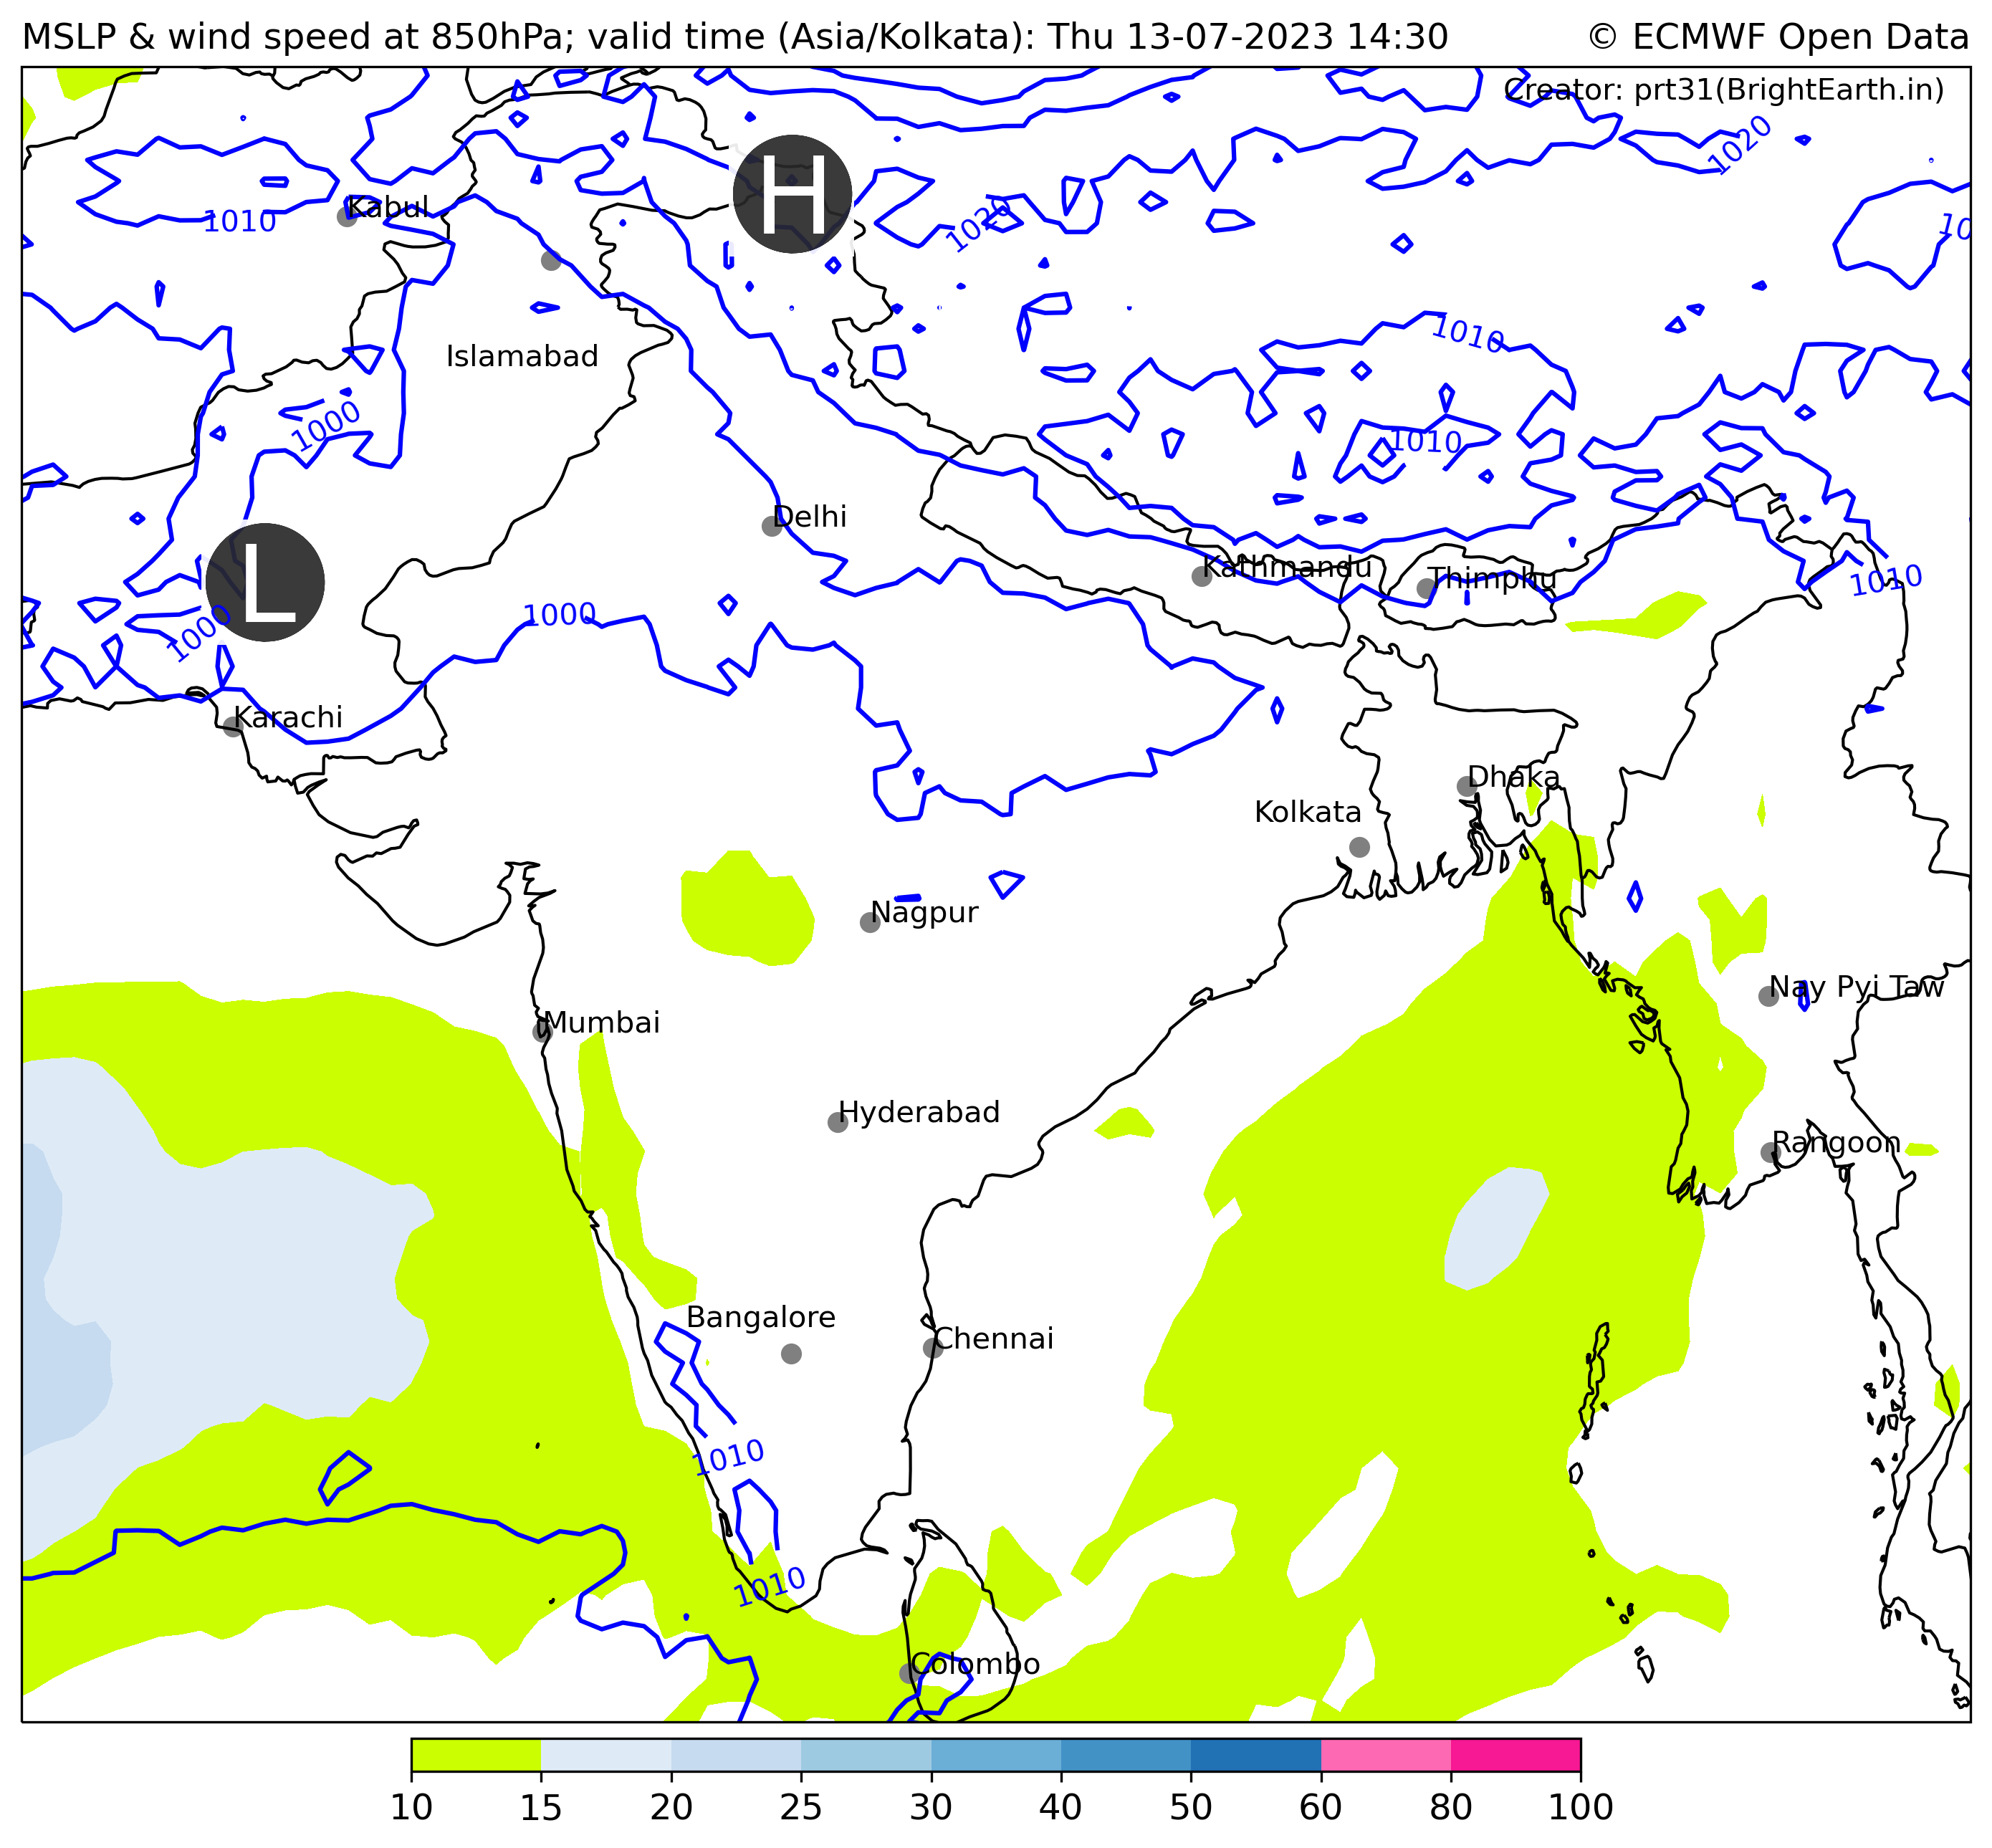 MSLP & wind speed at 850hPa; valid time (Asia/Kolkata): Thu 13-07-2023 14:30
© ECMWF Open Data
Creator: prt31(BrightEarth.in)
1020
H
Kabul
1010
1020
10
1010
Islamabad
1000
1010
Delhi
Kathmandu
Thimphu
1010
L
1000
1000
Karachi
Dhaka
Kolkata
Nagpur
Nay Pyi Taw
Mumbai
Hyderabad
Rangoon
Bangalore
Chennai
1010
1010
Colombo
10 15 20 25 30 40 50 60 80 100